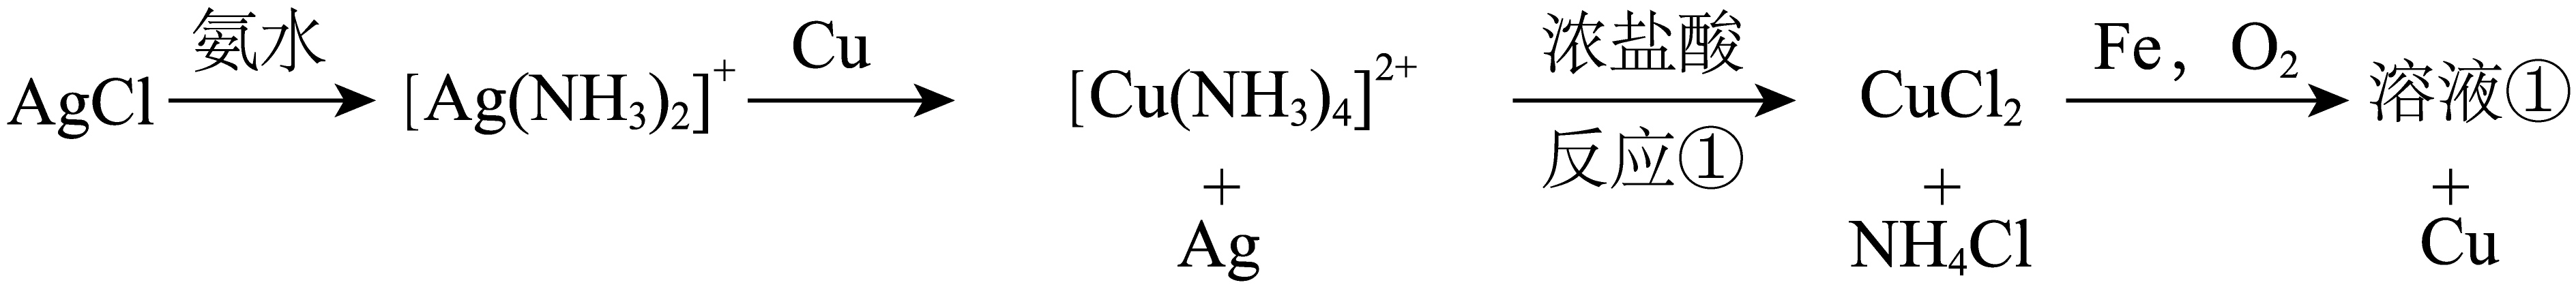 AgCl 氨水 [Ag(NH₃)₂]⁺ Cu [Cu(NH₃)₄]²⁺ 浓盐酸 反应① CuCl₂ Fe，O₂ 溶液①
+ + +
Ag NH₄Cl Cu